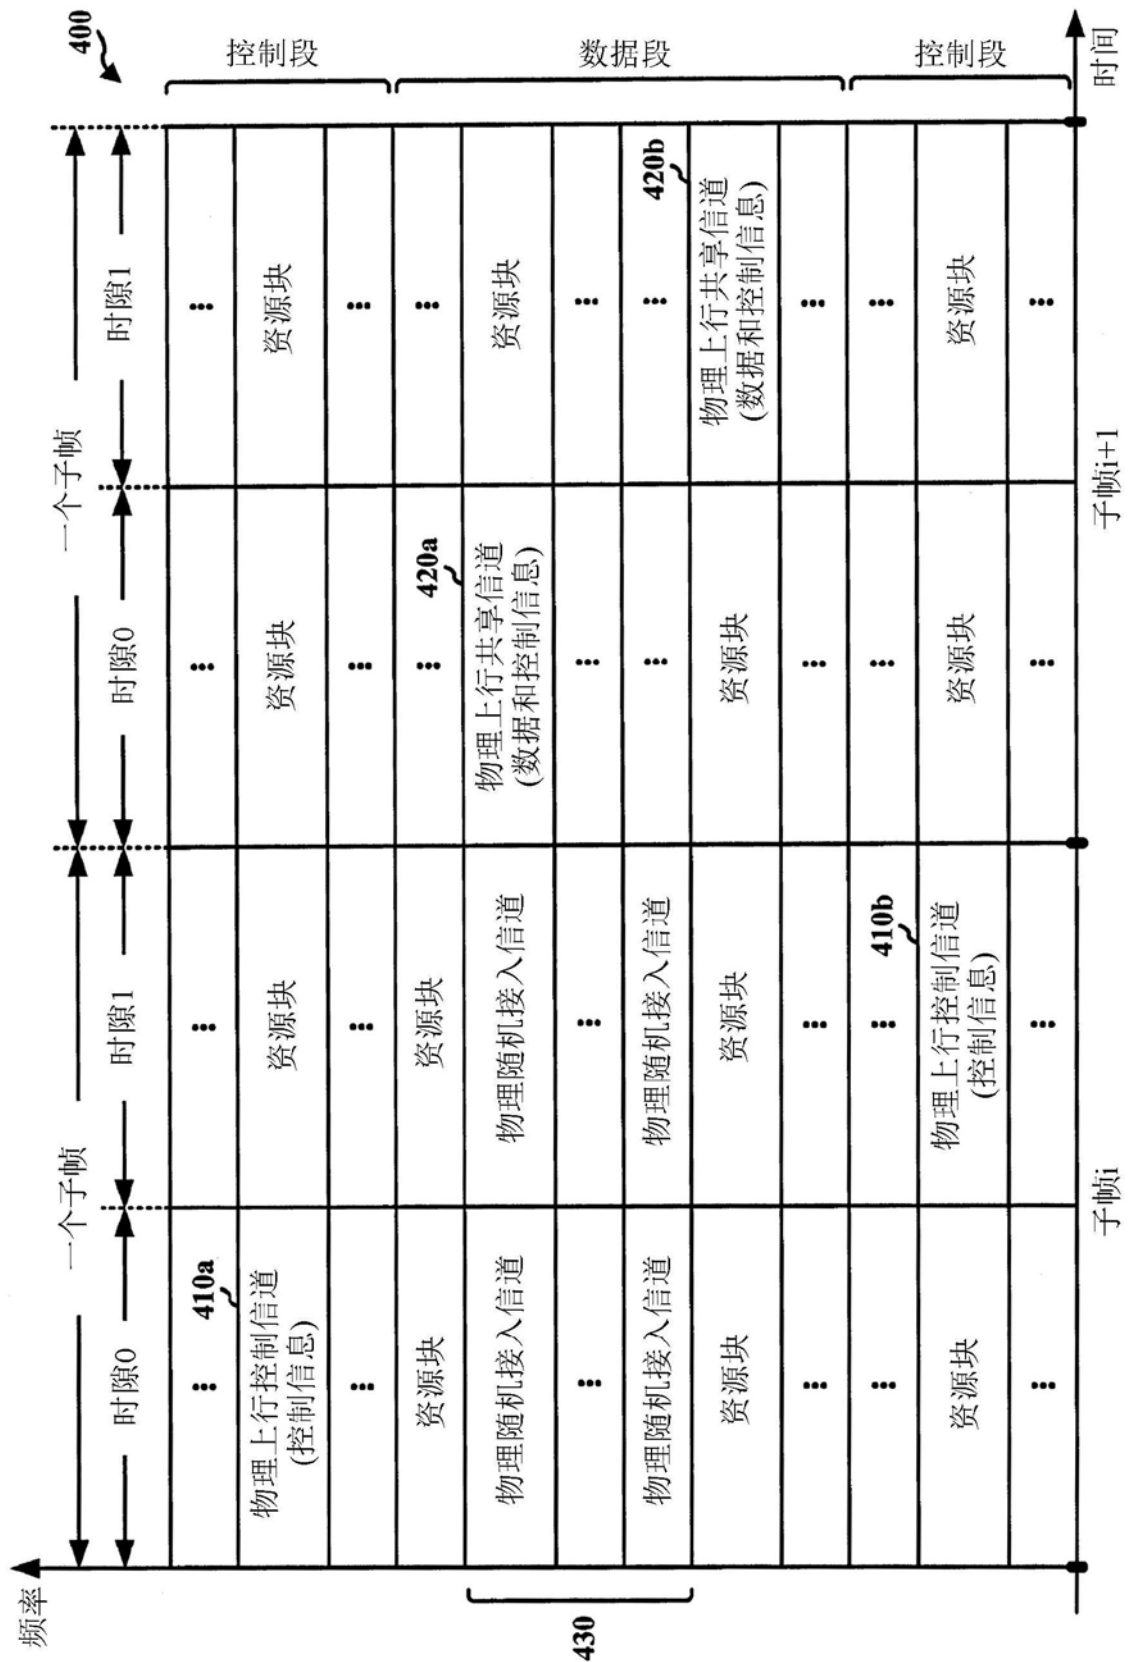 400
频率
一个子帧
一个子帧
时隙0
时隙1
时隙0
时隙1
控制段
数据段
控制段
⋮
⋮
⋮
⋮
410a
物理上行控制信道
(控制信息)
资源块
资源块
资源块
⋮
⋮
⋮
⋮
资源块
资源块
⋮
⋮
420a
物理随机接入信道
物理随机接入信道
物理上行共享信道
(数据和控制信息)
资源块
430
⋮
⋮
⋮
⋮
物理随机接入信道
物理随机接入信道
⋮
⋮
420b
资源块
资源块
资源块
物理上行共享信道
(数据和控制信息)
⋮
⋮
⋮
⋮
⋮
⋮
⋮
⋮
410b
资源块
物理上行控制信道
(控制信息)
资源块
资源块
⋮
⋮
⋮
⋮
子帧i
子帧i+1
时间